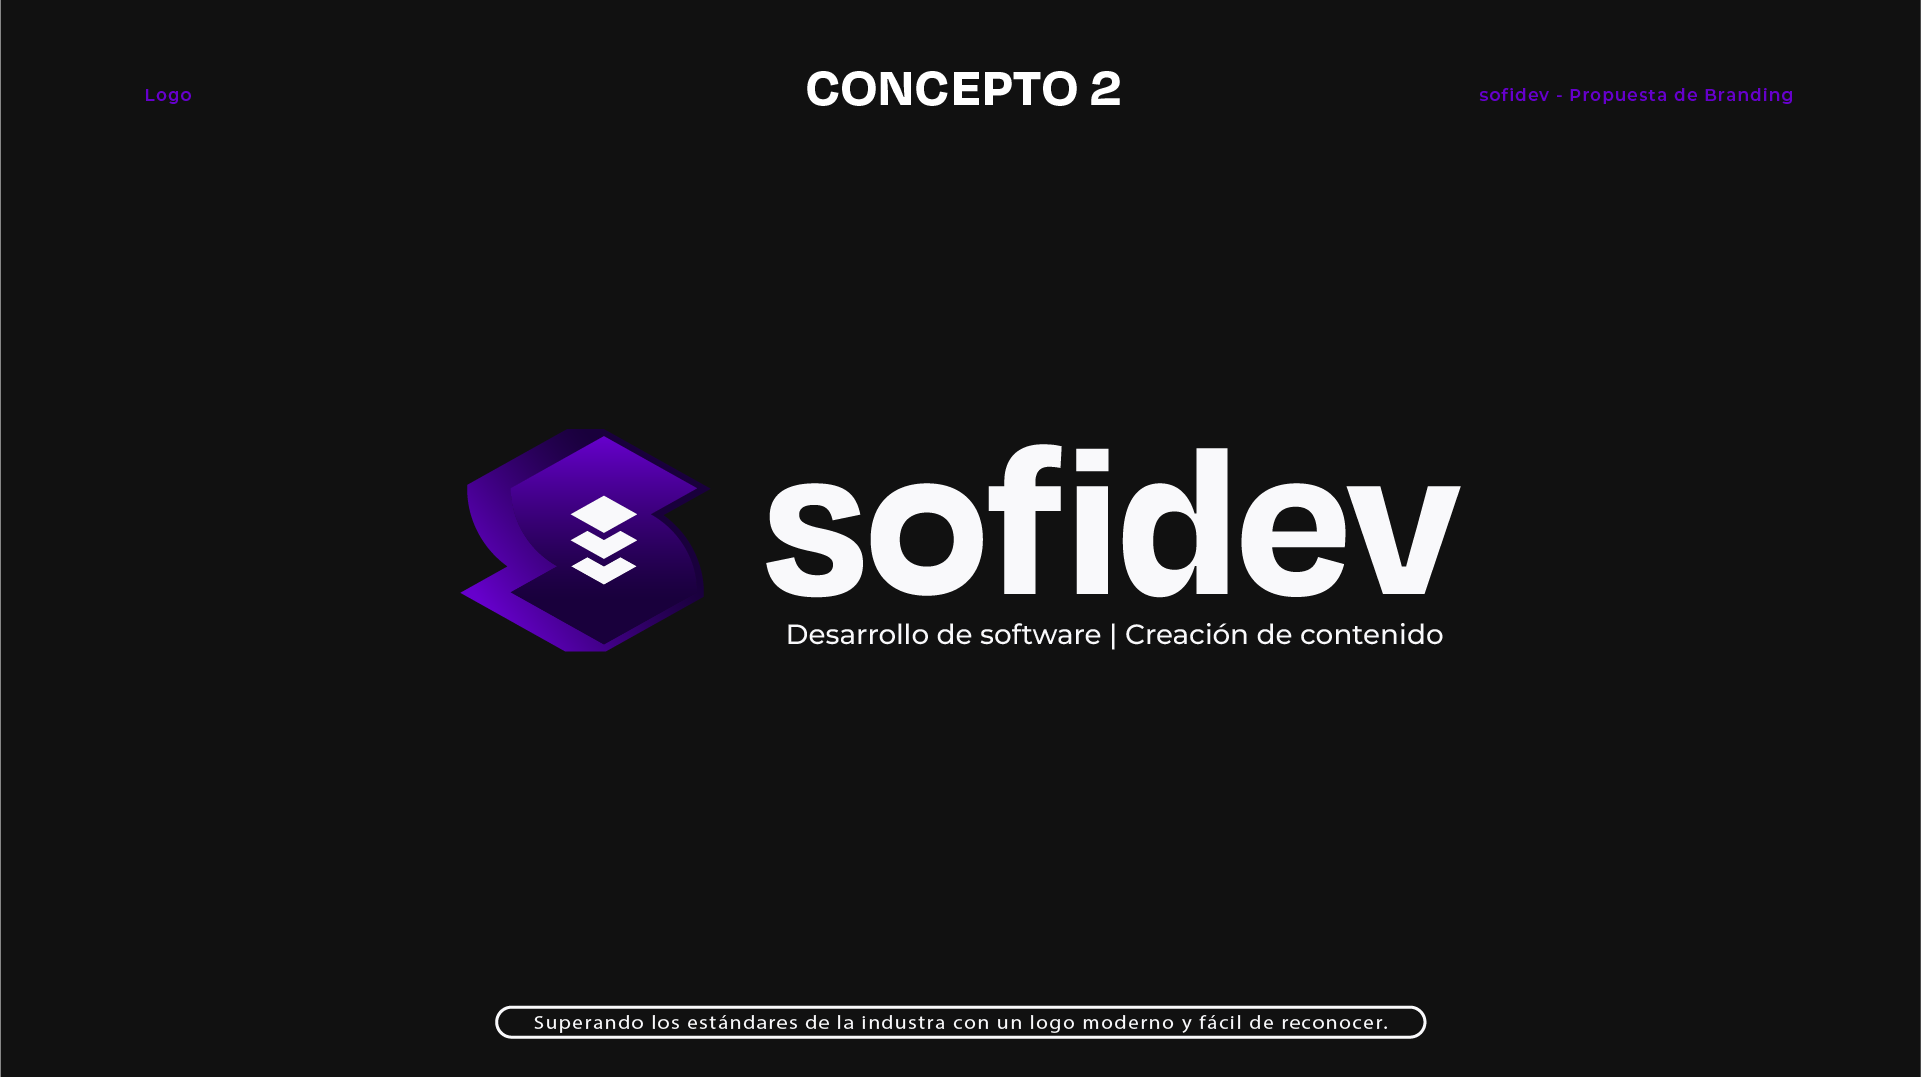 Logo
CONCEPTO 2
sofidev - Propuesta de Branding
sofidev
Desarrollo de software | Creación de contenido
Superando los estándares de la industra con un logo moderno y fácil de reconocer.